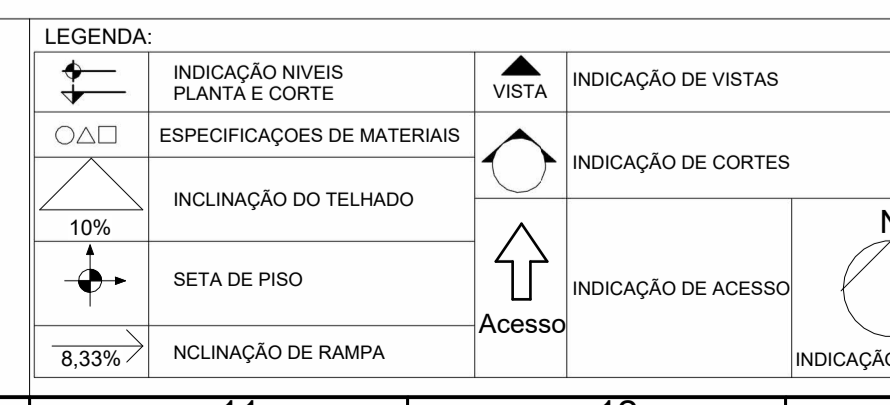 LEGENDA:
INDICAÇÃO NIVEIS
PLANTA E CORTE
ESPECIFICAÇOES DE MATERIAIS
INCLINAÇÃO DO TELHADO
10%
SETA DE PISO
8,33%
NCLINAÇÃO DE RAMPA
VISTA
INDICAÇÃO DE VISTAS
INDICAÇÃO DE CORTES
Acesso
INDICAÇÃO DE ACESSO
N